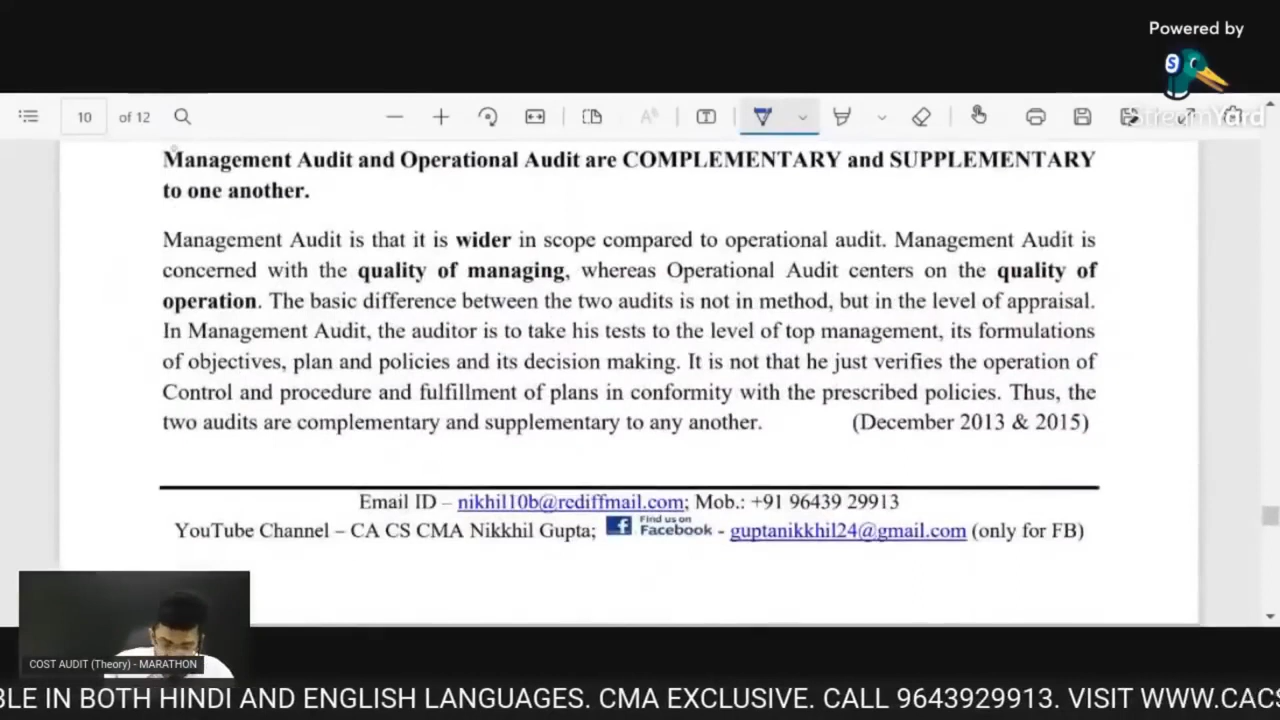 Powered by
S
StreamYard
10 of 12
Management Audit and Operational Audit are COMPLEMENTARY and SUPPLEMENTARY
to one another.
Management Audit is that it is wider in scope compared to operational audit. Management Audit is
concerned with the quality of managing, whereas Operational Audit centers on the quality of
operation. The basic difference between the two audits is not in method, but in the level of appraisal.
In Management Audit, the auditor is to take his tests to the level of top management, its formulations
of objectives, plan and policies and its decision making. It is not that he just verifies the operation of
Control and procedure and fulfillment of plans in conformity with the prescribed policies. Thus, the
two audits are complementary and supplementary to any another. (December 2013 & 2015)
Email ID – nikhil10b@rediffmail.com; Mob.: +91 96439 29913
YouTube Channel – CA CS CMA Nikkhil Gupta; f Find us on Facebook - guptanikkhil24@gmail.com (only for FB)
COST AUDIT (Theory) - MARATHON
BLE IN BOTH HINDI AND ENGLISH LANGUAGES. CMA EXCLUSIVE. CALL 9643929913. VISIT WWW.CACS